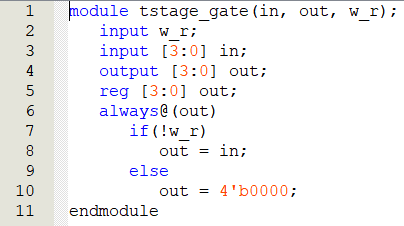 1 module tstage_gate(in, out, w_r);
2 input w_r;
3 input [3:0] in;
4 output [3:0] out;
5 reg [3:0] out;
6 always@(out)
7 if(!w_r)
8 out = in;
9 else
10 out = 4'b0000;
11 endmodule